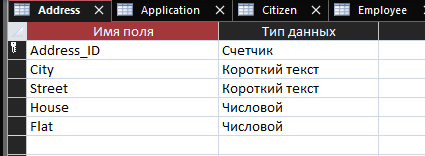 Address Application Citizen Employee
Имя поля Тип данных
Address_ID Счетчик
City Короткий текст
Street Короткий текст
House Числовой
Flat Числовой